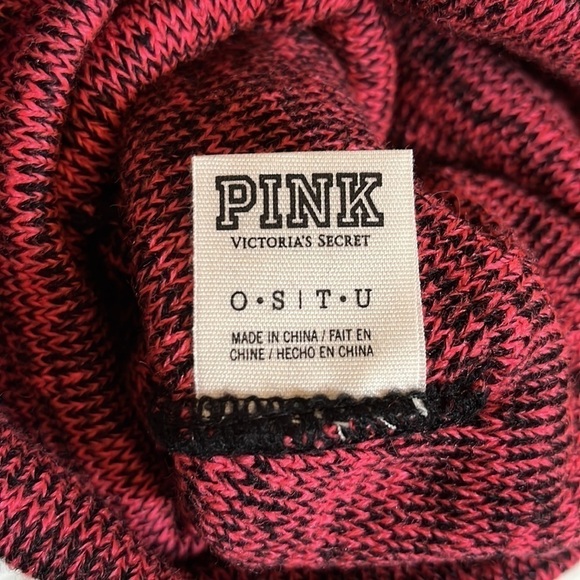 PINK
VICTORIA'S SECRET
O•S|T•U
MADE IN CHINA / FAIT EN
CHINE / HECHO EN CHINA